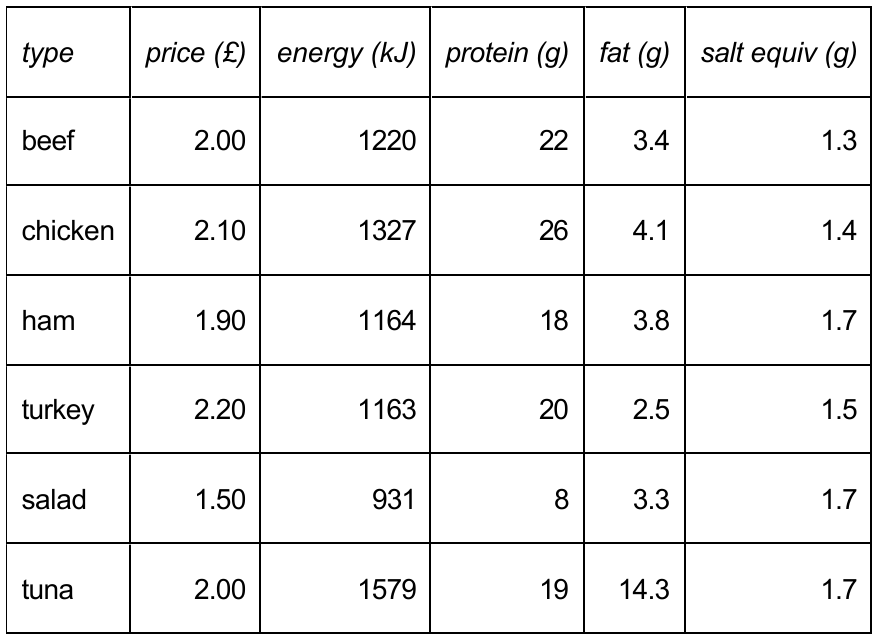 type price (£) energy (kJ) protein (g) fat (g) salt equiv (g)
beef 2.00 1220 22 3.4 1.3
chicken 2.10 1327 26 4.1 1.4
ham 1.90 1164 18 3.8 1.7
turkey 2.20 1163 20 2.5 1.5
salad 1.50 931 8 3.3 1.7
tuna 2.00 1579 19 14.3 1.7